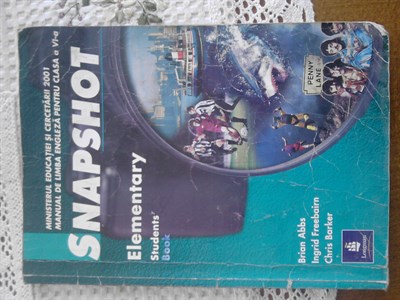 MINISTERUL EDUCAȚIEI ȘI CERCETĂRII 2001
MANUAL DE LIMBA ENGLEZĂ PENTRU CLASA a VI-a
SNAPSHOT
Elementary
Students'
Book
PENNY
LANE
Brian Abbs
Ingrid Freebairn
Chris Barker
Longman